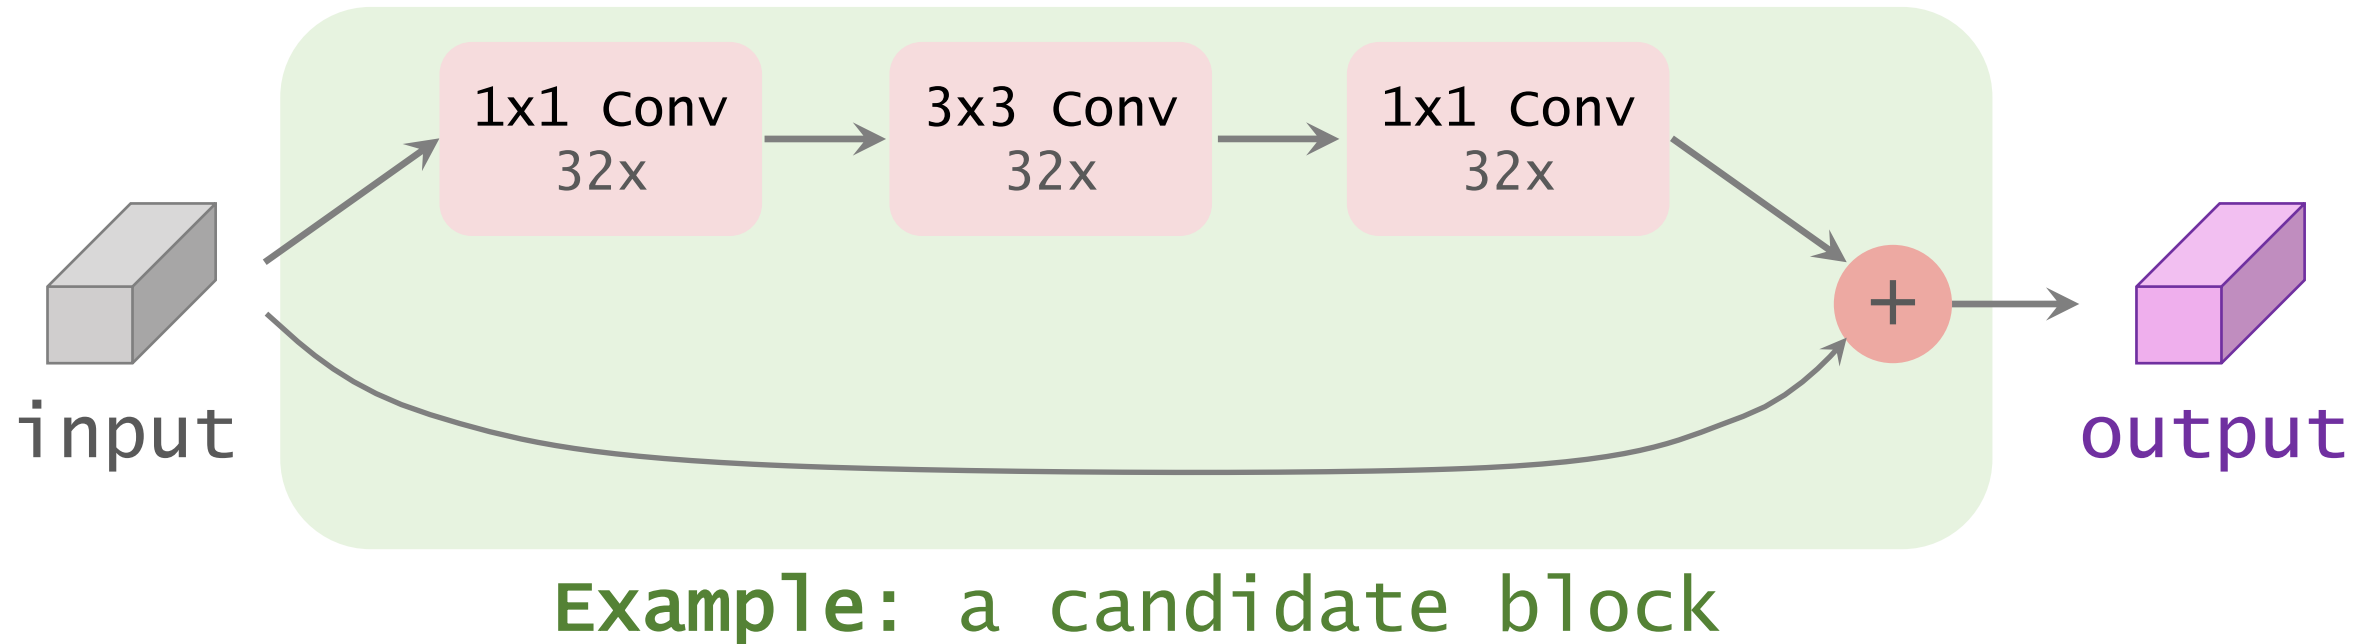 1x1 Conv
32x
3x3 Conv
32x
1x1 Conv
32x
+
input
output
Example: a candidate block